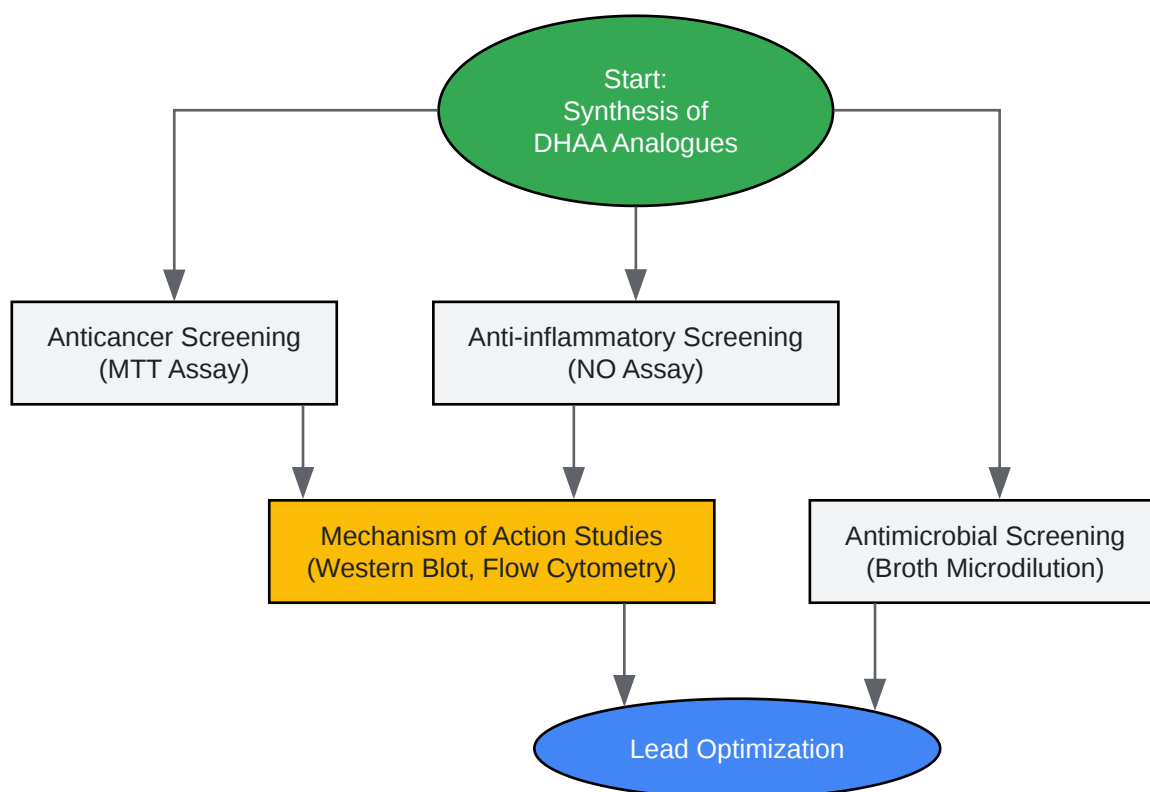 Start:
Synthesis of
DHAA Analogues
Anticancer Screening
(MTT Assay)
Anti-inflammatory Screening
(NO Assay)
Mechanism of Action Studies
(Western Blot, Flow Cytometry)
Antimicrobial Screening
(Broth Microdilution)
Lead Optimization